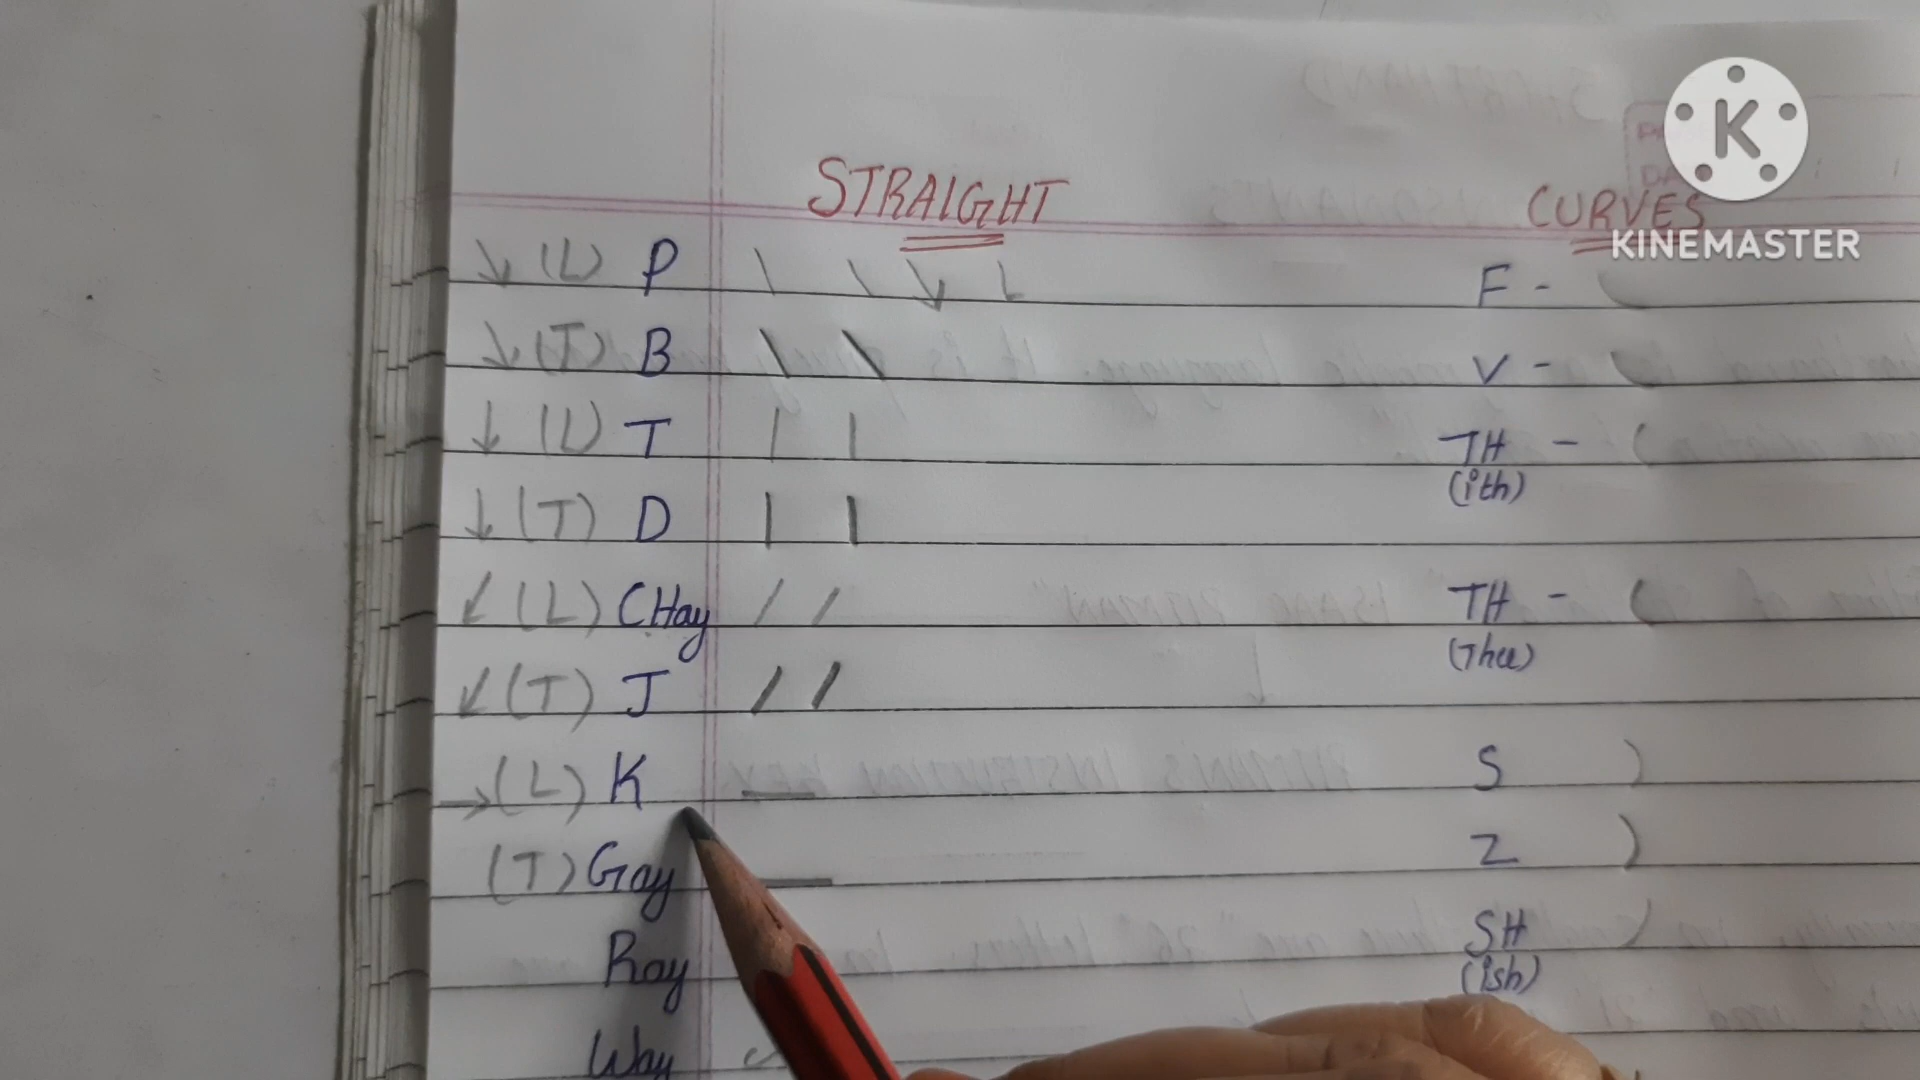 STRAIGHT
CURVES
K
KINEMASTER
(L) P
F -
(T) B
V -
(L) T
TH -
(ith)
(T) D
(L) CHay
TH -
(Thee)
(T) J
(L) K
S
(T) Gay
Z
Ray
SH
(ish)
Way